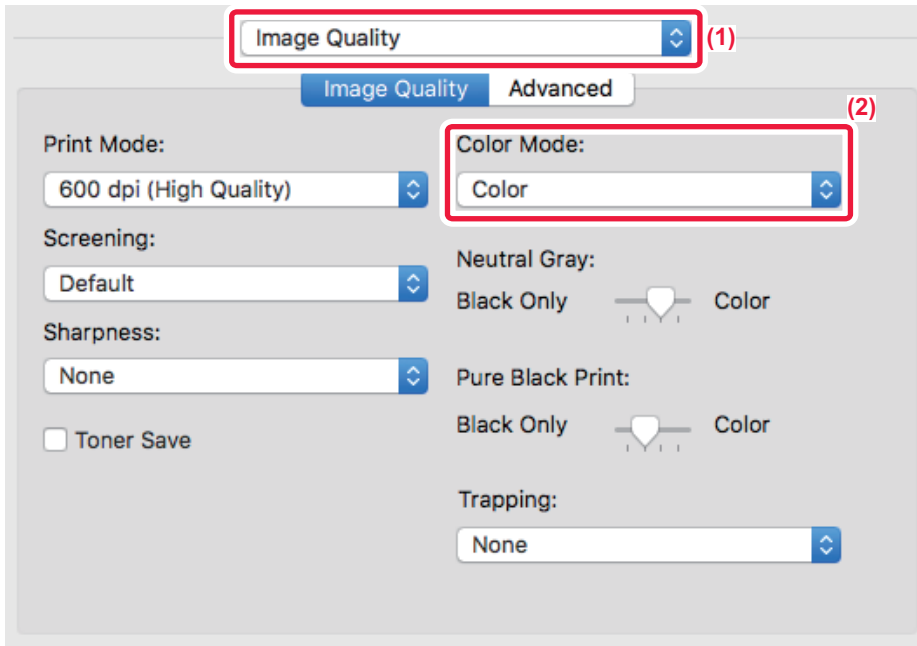 Image Quality
(1)
Image Quality Advanced
(2)
Print Mode:
600 dpi (High Quality)
Screening:
Default
Sharpness:
None
Toner Save
Color Mode:
Color
Neutral Gray:
Black Only Color
Pure Black Print:
Black Only Color
Trapping:
None